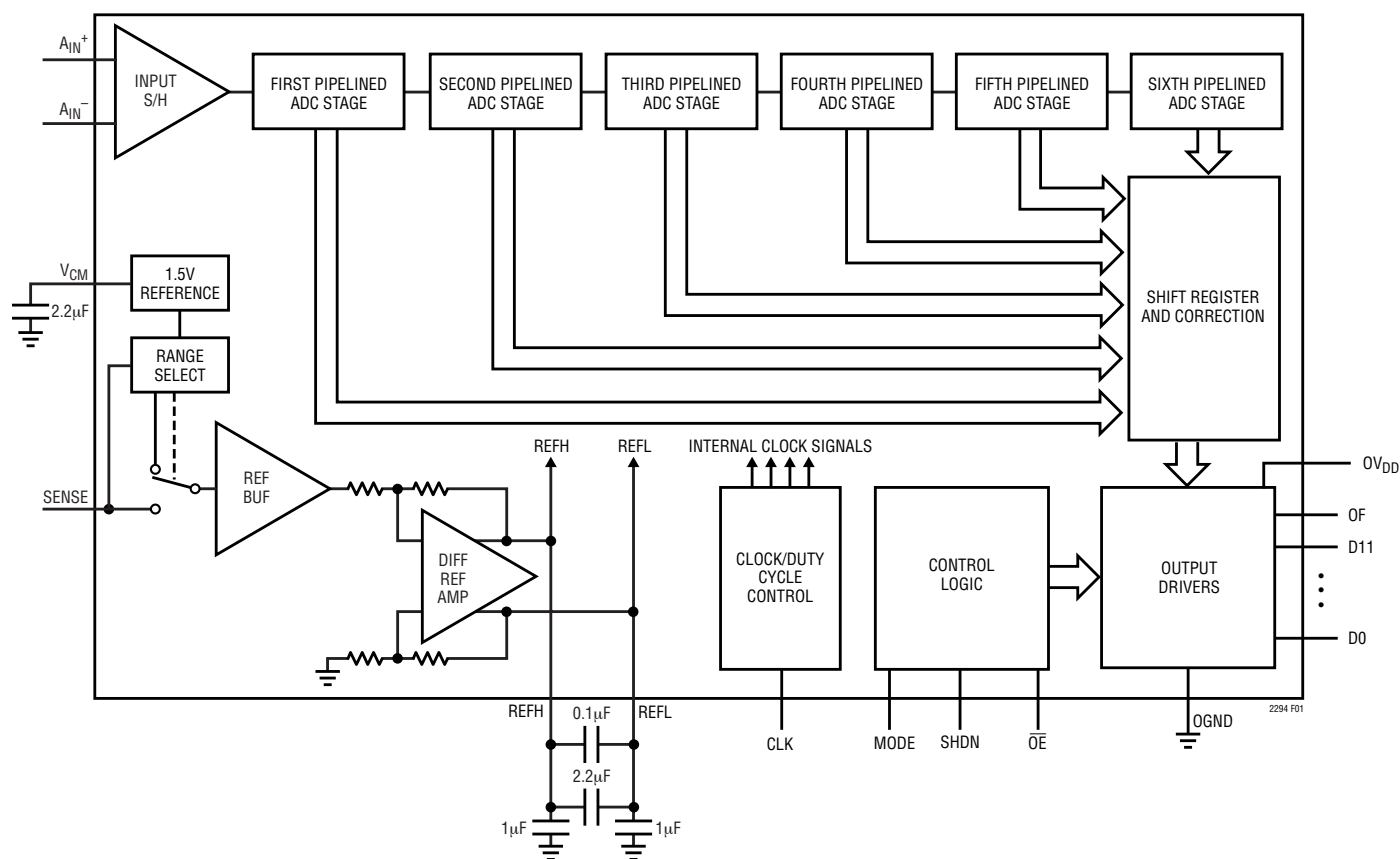 AIN+
INPUT
S/H
AIN−
FIRST PIPELINED
ADC STAGE
SECOND PIPELINED
ADC STAGE
THIRD PIPELINED
ADC STAGE
FOURTH PIPELINED
ADC STAGE
FIFTH PIPELINED
ADC STAGE
SIXTH PIPELINED
ADC STAGE
SHIFT REGISTER
AND CORRECTION
VCM
2.2µF
1.5V
REFERENCE
RANGE
SELECT
SENSE
REF
BUF
DIFF
REF
AMP
REFH
REFL
INTERNAL CLOCK SIGNALS
CLOCK/DUTY
CYCLE
CONTROL
CONTROL
LOGIC
OUTPUT
DRIVERS
OVDD
OF
D11
D0
REFH
0.1µF
REFL
2.2µF
1µF
1µF
CLK
MODE
SHDN
O̅E̅
OGND
2294 F01